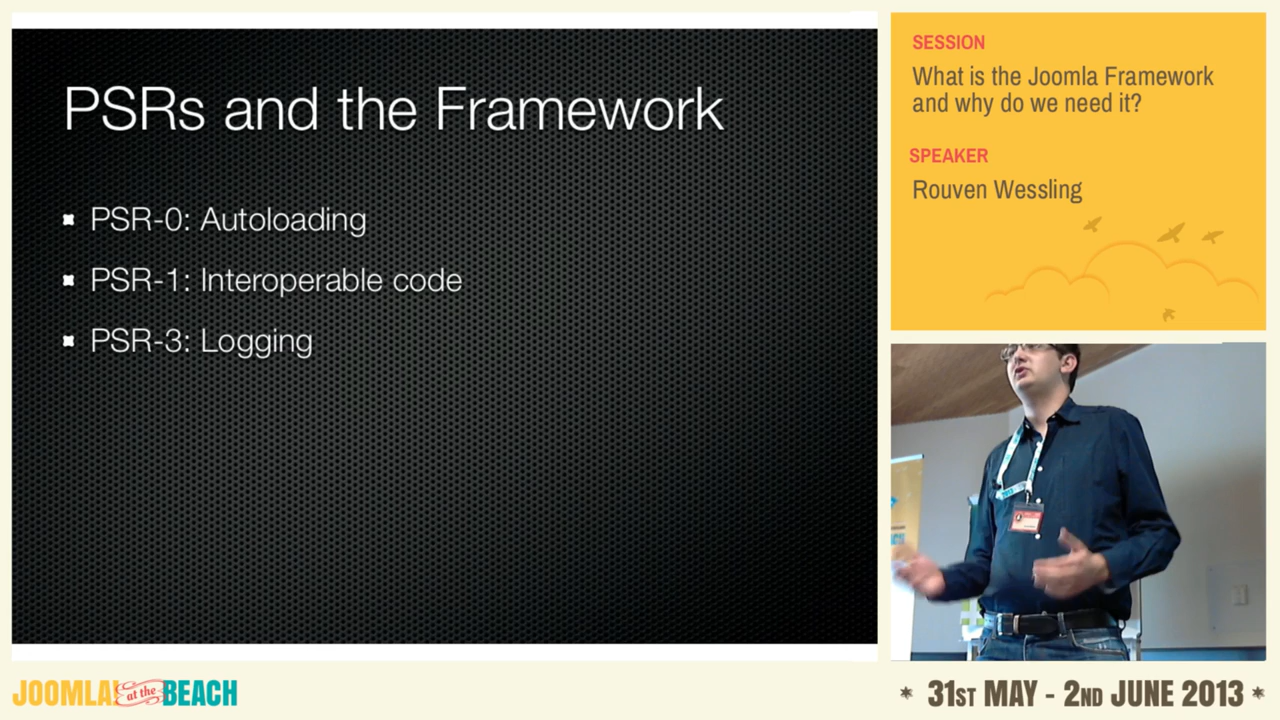 PSRs and the Framework
PSR-0: Autoloading
PSR-1: Interoperable code
PSR-3: Logging
SESSION
What is the Joomla Framework
and why do we need it?
SPEAKER
Rouven Wessling
JOOMLA! at the BEACH
* 31ST MAY - 2ND JUNE 2013 *